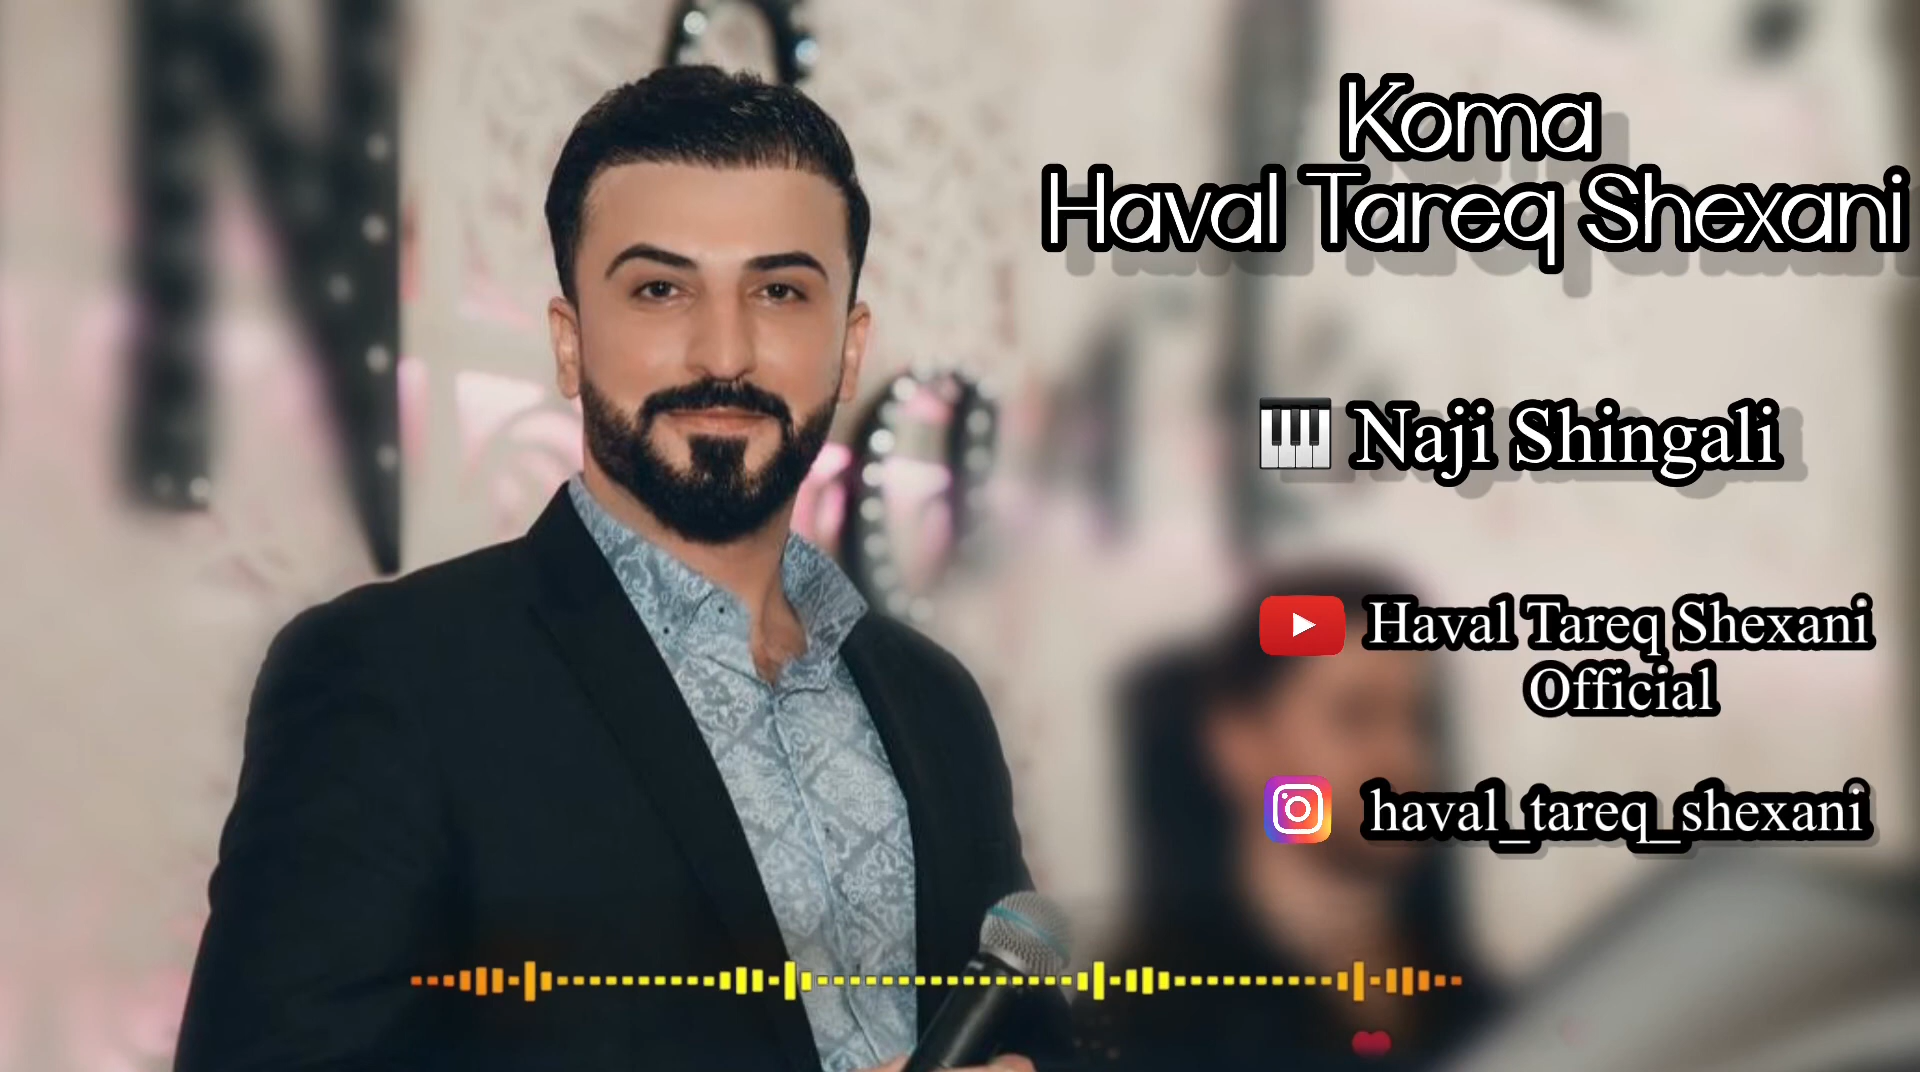 Koma
Haval Tareq Shexani
Naji Shingali
Haval Tareq Shexani
Official
haval_tareq_shexani